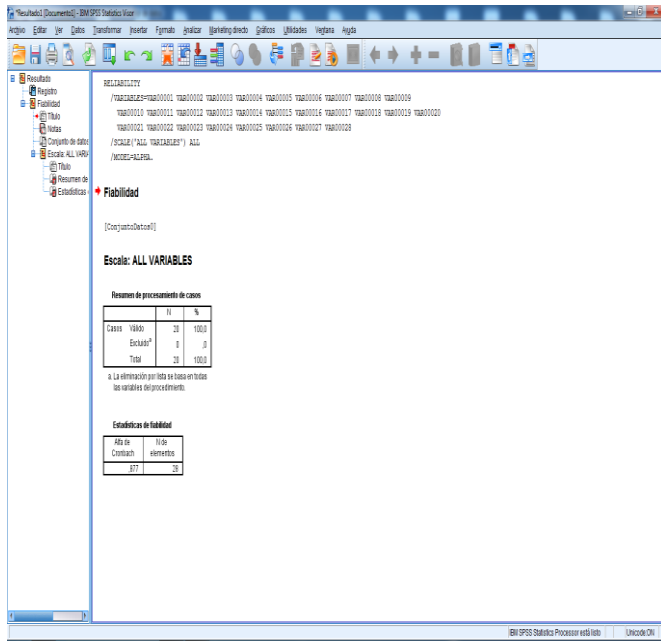 *Resultado1 [Documento1] - IBM SPSS Statistics Visor
Archivo Editar Ver Datos Transformar Insertar Formato Analizar Marketing directo Gráficos Utilidades Ventana Ayuda
Resultado
Registro
Fiabilidad
Título
Notas
Conjunto de datos
Escala: ALL VARIA
Título
Resumen de
Estadísticas
RELIABILITY
/VARIABLES=VAR00001 VAR00002 VAR00003 VAR00004 VAR00005 VAR00006 VAR00007 VAR00008 VAR00009
VAR00010 VAR00011 VAR00012 VAR00013 VAR00014 VAR00015 VAR00016 VAR00017 VAR00018 VAR00019 VAR00020
VAR00021 VAR00022 VAR00023 VAR00024 VAR00025 VAR00026 VAR00027 VAR00028
/SCALE('ALL VARIABLES') ALL
/MODEL=ALPHA.
Fiabilidad
[ConjuntoDatos0]
Escala: ALL VARIABLES
Resumen de procesamiento de casos
N %
Casos Válido 20 100,0
Excluido a 0 ,0
Total 20 100,0
a. La eliminación por lista se basa en todas
las variables del procedimiento.
Estadísticas de fiabilidad
Alfa de Cronbach N de elementos
,877 28
IBM SPSS Statistics Processor está listo Unicode:ON